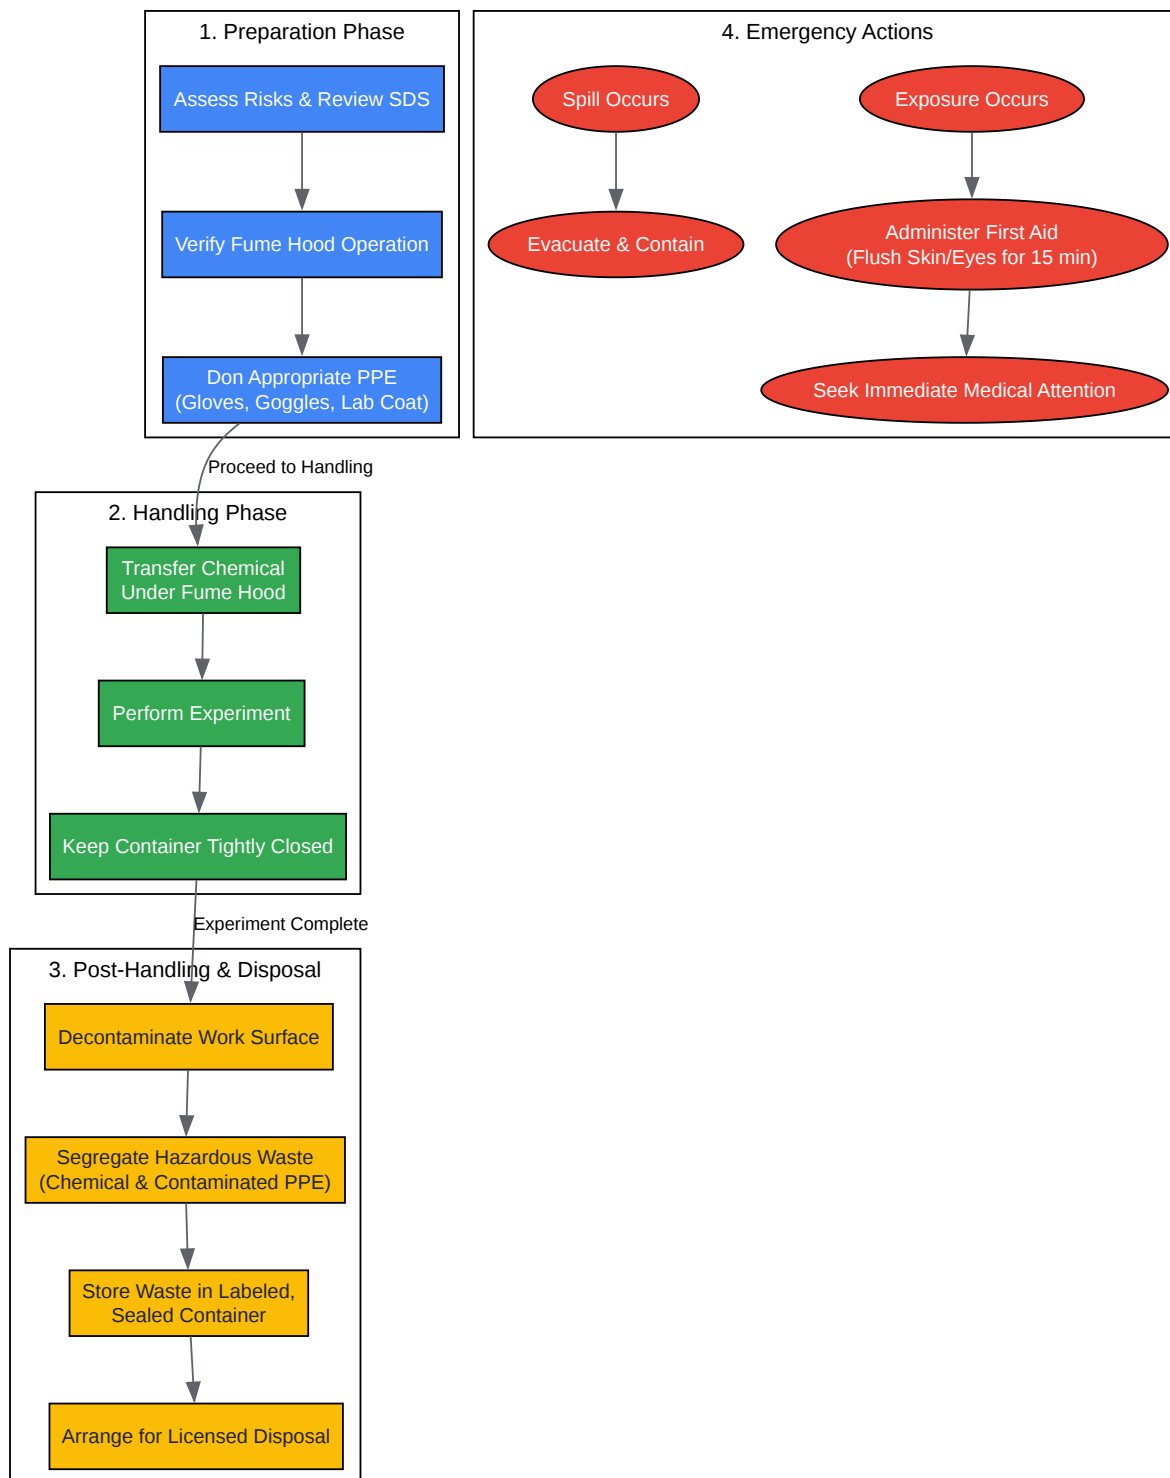 1. Preparation Phase
Assess Risks & Review SDS
Verify Fume Hood Operation
Don Appropriate PPE
(Gloves, Goggles, Lab Coat)
Proceed to Handling
2. Handling Phase
Transfer Chemical
Under Fume Hood
Perform Experiment
Keep Container Tightly Closed
Experiment Complete
3. Post-Handling & Disposal
Decontaminate Work Surface
Segregate Hazardous Waste
(Chemical & Contaminated PPE)
Store Waste in Labeled,
Sealed Container
Arrange for Licensed Disposal
4. Emergency Actions
Spill Occurs
Evacuate & Contain
Exposure Occurs
Administer First Aid
(Flush Skin/Eyes for 15 min)
Seek Immediate Medical Attention